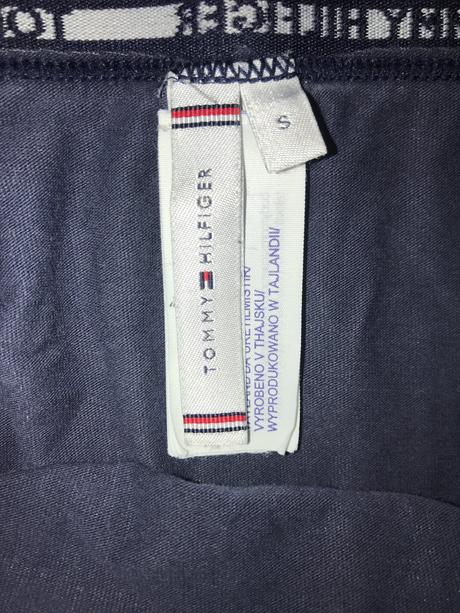 S
TOMMY HILFIGER
VYROBENO V THAJSKU/
WYPRODUKOWANO W TAJLANDII/